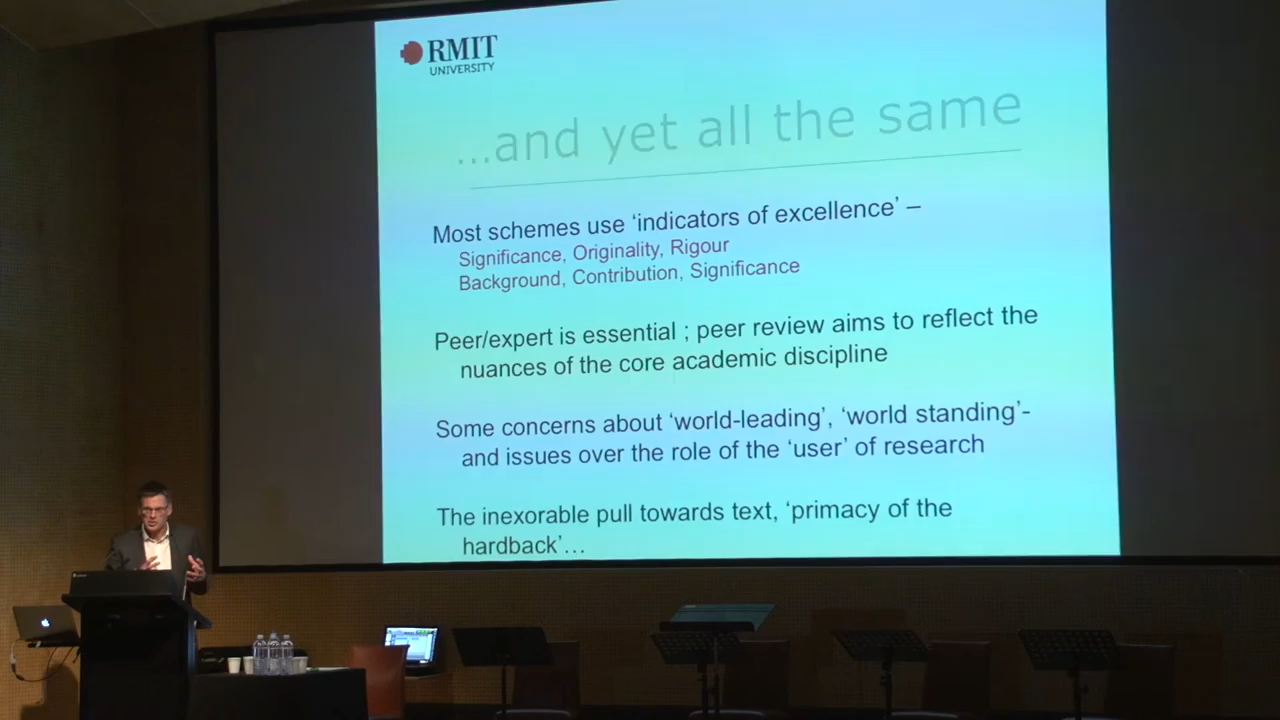 RMIT
UNIVERSITY
...and yet all the same
Most schemes use ‘indicators of excellence’ –
Significance, Originality, Rigour
Background, Contribution, Significance
Peer/expert is essential ; peer review aims to reflect the
nuances of the core academic discipline
Some concerns about ‘world-leading’, ‘world standing’-
and issues over the role of the ‘user’ of research
The inexorable pull towards text, ‘primacy of the
hardback’…